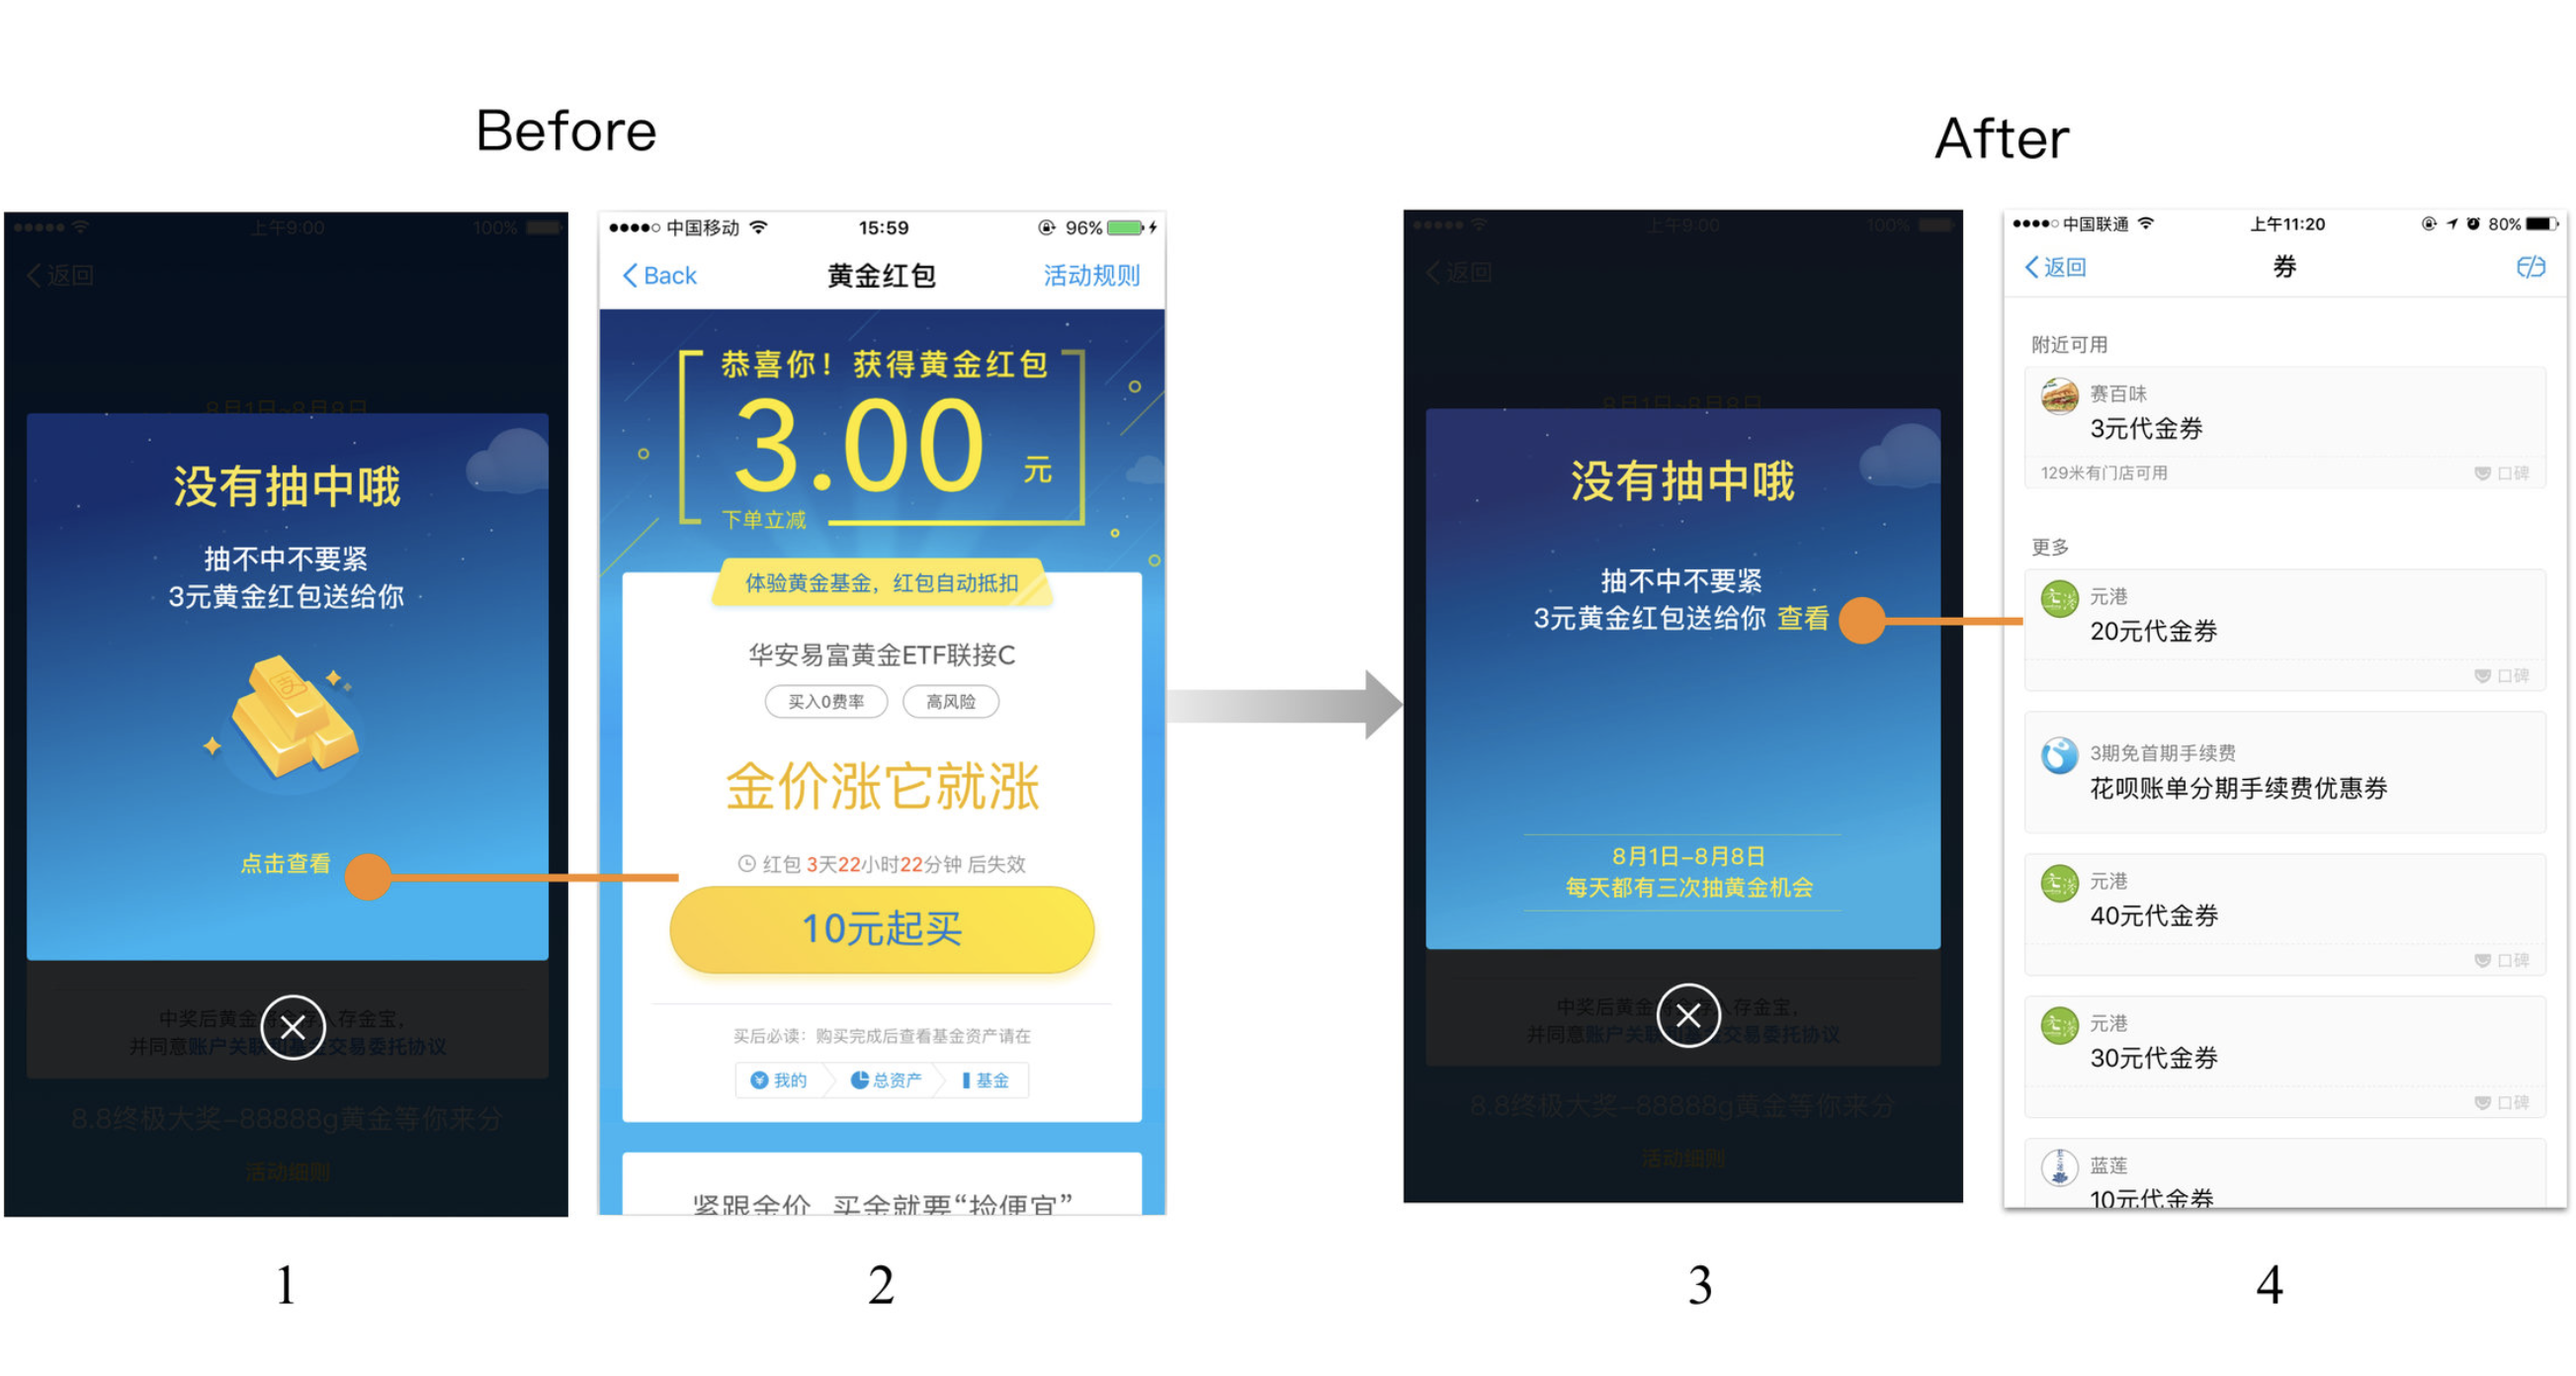 Before
After
上午9:00
100%
返回
8月1日~8月8日
没有抽中哦
抽不中不要紧
3元黄金红包送给你
点击查看
中奖后黄金将会存入存金宝，
并同意账户关联和基金交易委托协议
8.8终极大奖–88888g黄金等你来分
活动细则
中国移动
15:59
96%
Back
黄金红包
活动规则
恭喜你！获得黄金红包
3.00 元
下单立减
体验黄金基金，红包自动抵扣
华安易富黄金ETF联接C
买入0费率
高风险
金价涨它就涨
红包 3天22小时22分钟 后失效
10元起买
买后必读：购买完成后查看基金资产请在
我的
总资产
基金
紧跟金价 买金就要“捡便宜”
上午9:00
100%
返回
8月1日~8月8日
没有抽中哦
抽不中不要紧
3元黄金红包送给你 查看
8月1日–8月8日
每天都有三次抽黄金机会
中奖后黄金将会存入存金宝，
并同意账户关联和基金交易委托协议
8.8终极大奖–88888g黄金等你来分
活动细则
中国联通
上午11:20
80%
返回
券
附近可用
赛百味
3元代金券
129米有门店可用
口碑
更多
元港
20元代金券
口碑
3期免首期手续费
花呗账单分期手续费优惠券
元港
40元代金券
口碑
元港
30元代金券
口碑
蓝莲
10元代金券
1
2
3
4